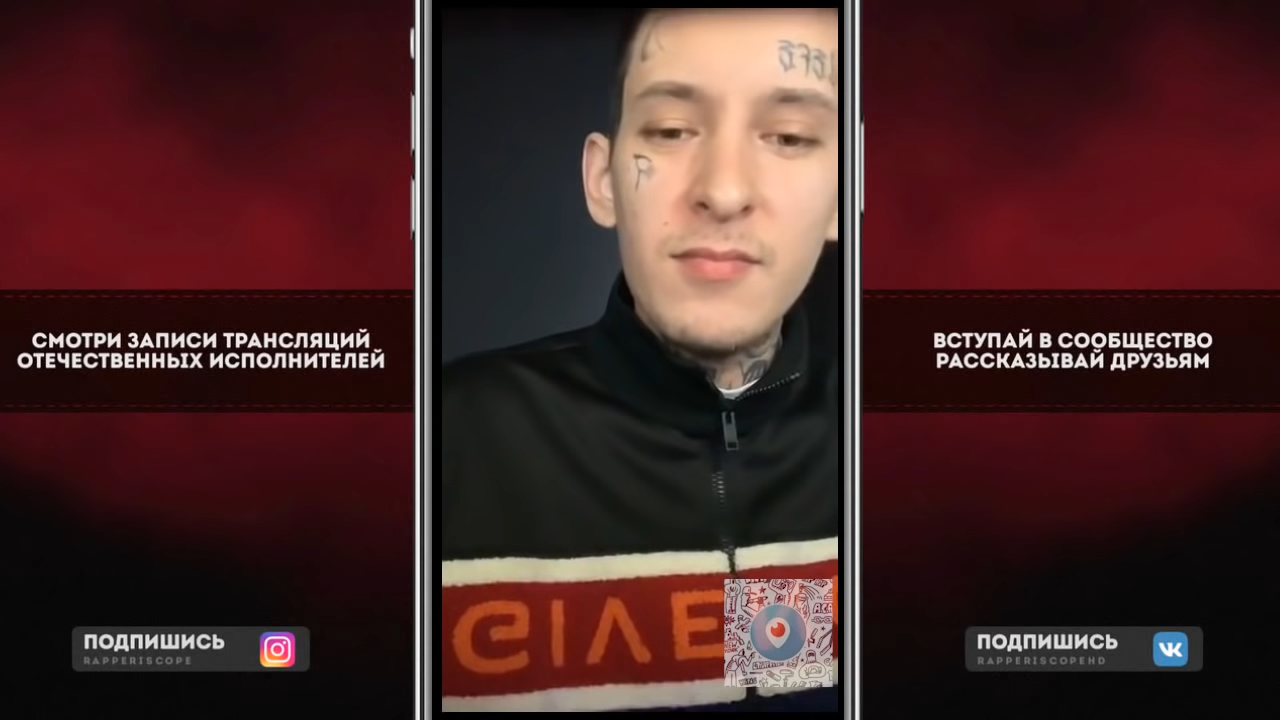 СМОТРИ ЗАПИСИ ТРАНСЛЯЦИЙ
ОТЕЧЕСТВЕННЫХ ИСПОЛНИТЕЛЕЙ
ПОДПИШИСЬ
RAPPERISCOPE
ВСТУПАЙ В СООБЩЕСТВО
РАССКАЗЫВАЙ ДРУЗЬЯМ
ПОДПИШИСЬ
RAPPERISCOPEHD